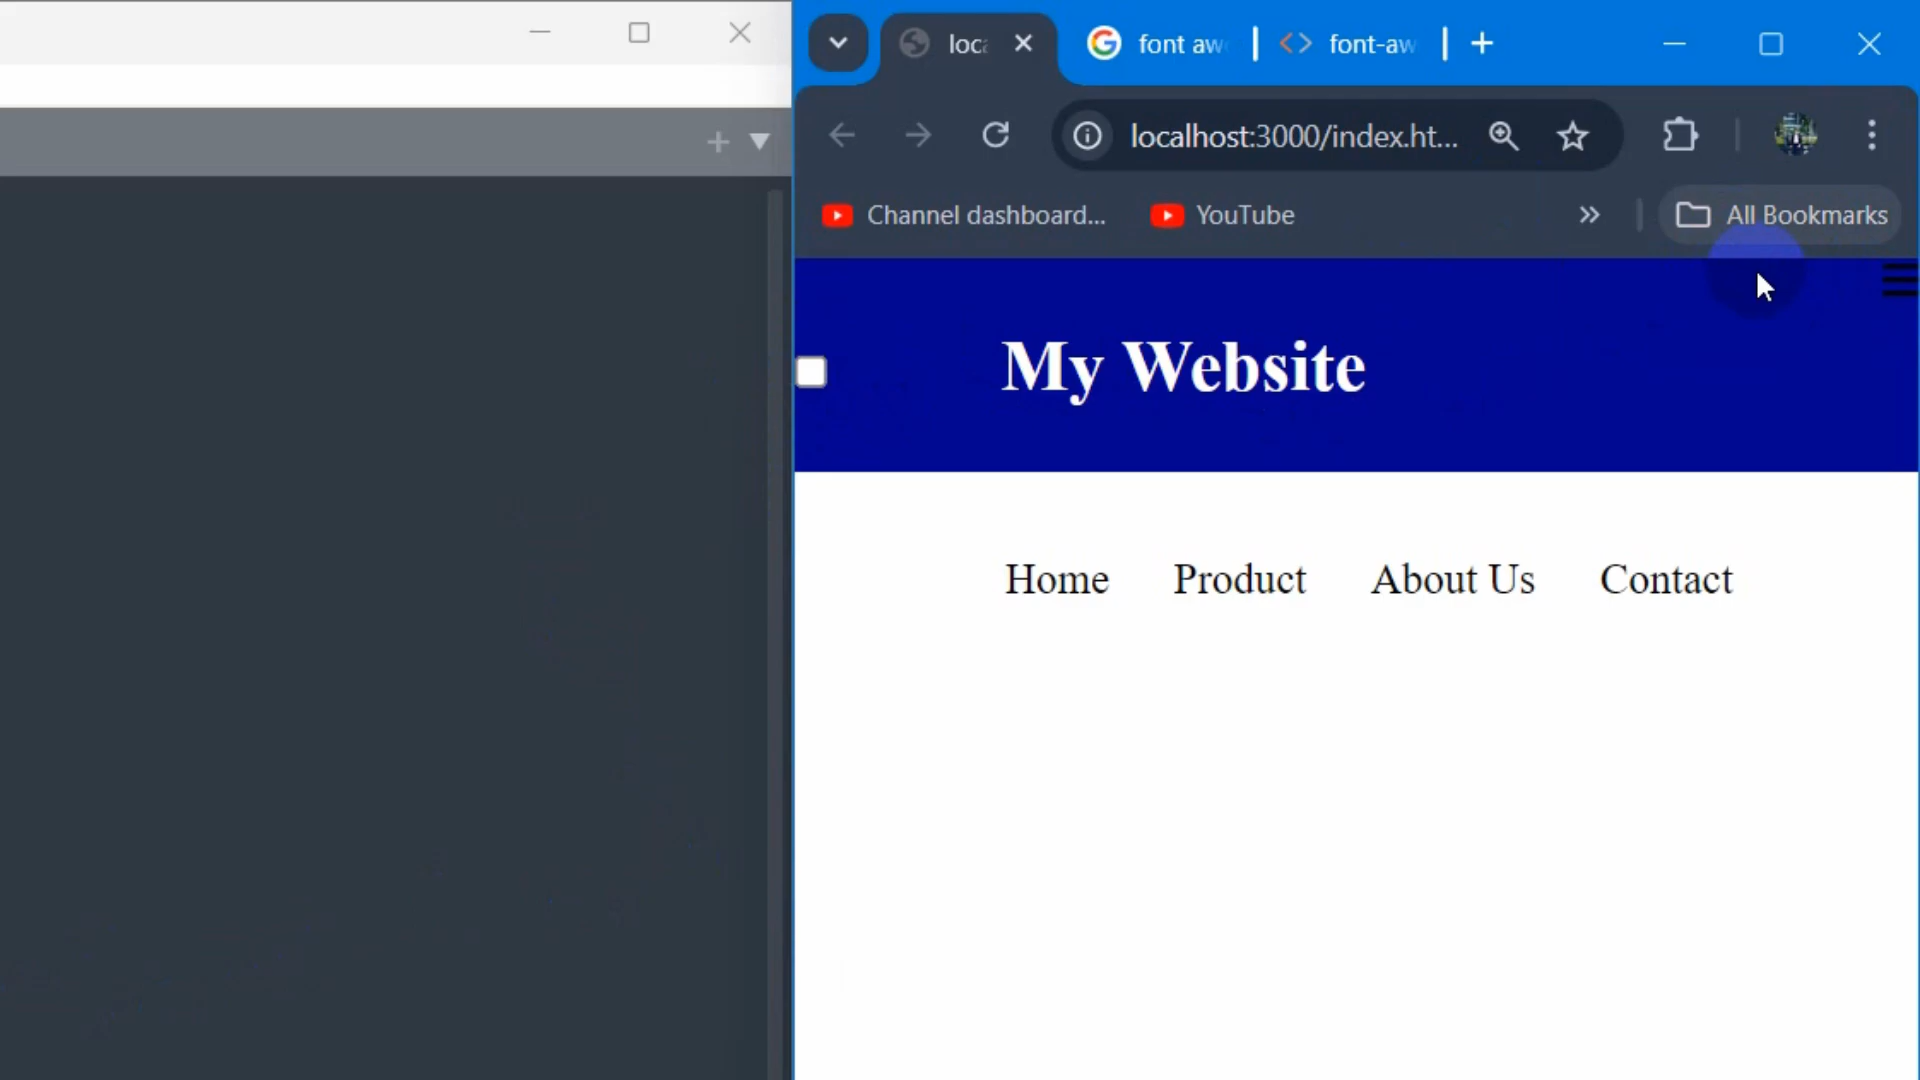 loc
font aw
font-aw
localhost:3000/index.ht...
Channel dashboard...
YouTube
All Bookmarks
My Website
Home Product About Us Contact